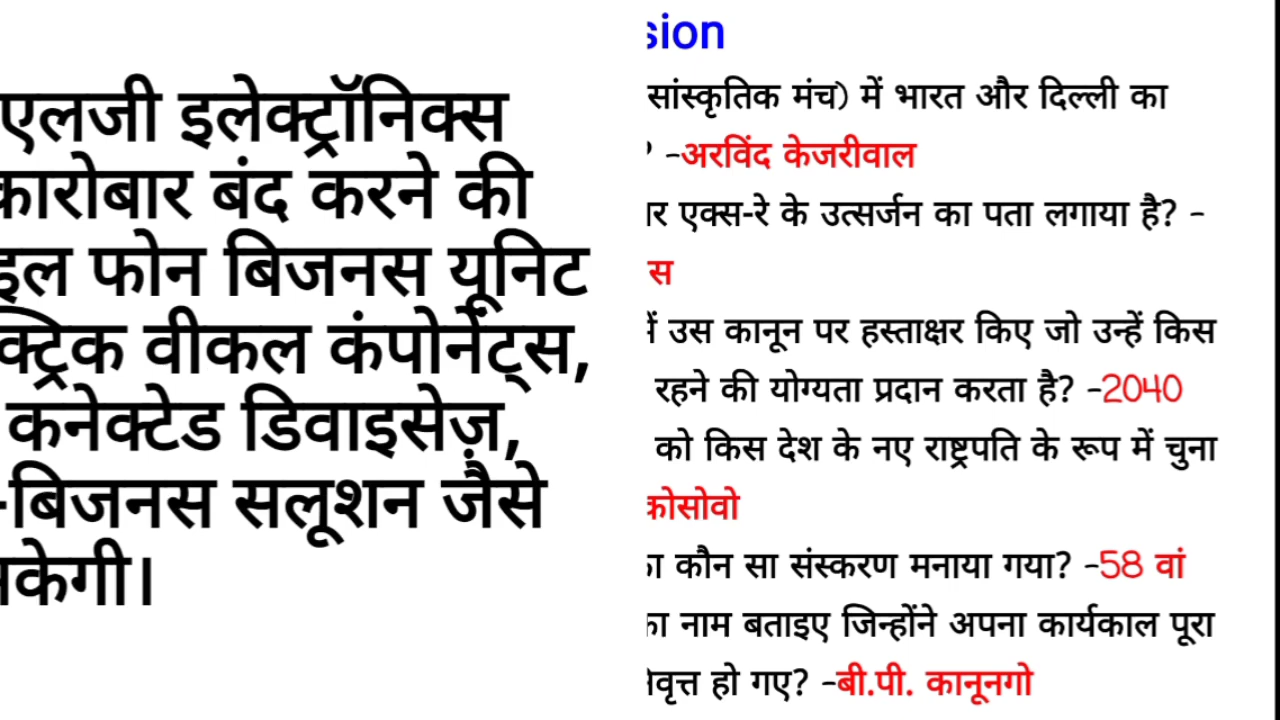 एलजी इलेक्ट्रॉनिक्स
कारोबार बंद करने की
फोन बिजनस यूनिट
वीकल कंपोनेंट्स,
कनेक्टेड डिवाइसेज़,
-बिजनस सलूशन जैसे
सकेगी।
sion
सांस्कृतिक मंच) में भारत और दिल्ली का
? -अरविंद केजरीवाल
एक्स-रे के उत्सर्जन का पता लगाया है? -
में उस कानून पर हस्ताक्षर किए जो उन्हें किस
रहने की योग्यता प्रदान करता है? -2040
को किस देश के नए राष्ट्रपति के रूप में चुना
कोसोवो
कौन सा संस्करण मनाया गया? -58 वां
का नाम बताइए जिन्होंने अपना कार्यकाल पूरा
हो गए? -बी.पी. कानूनगो